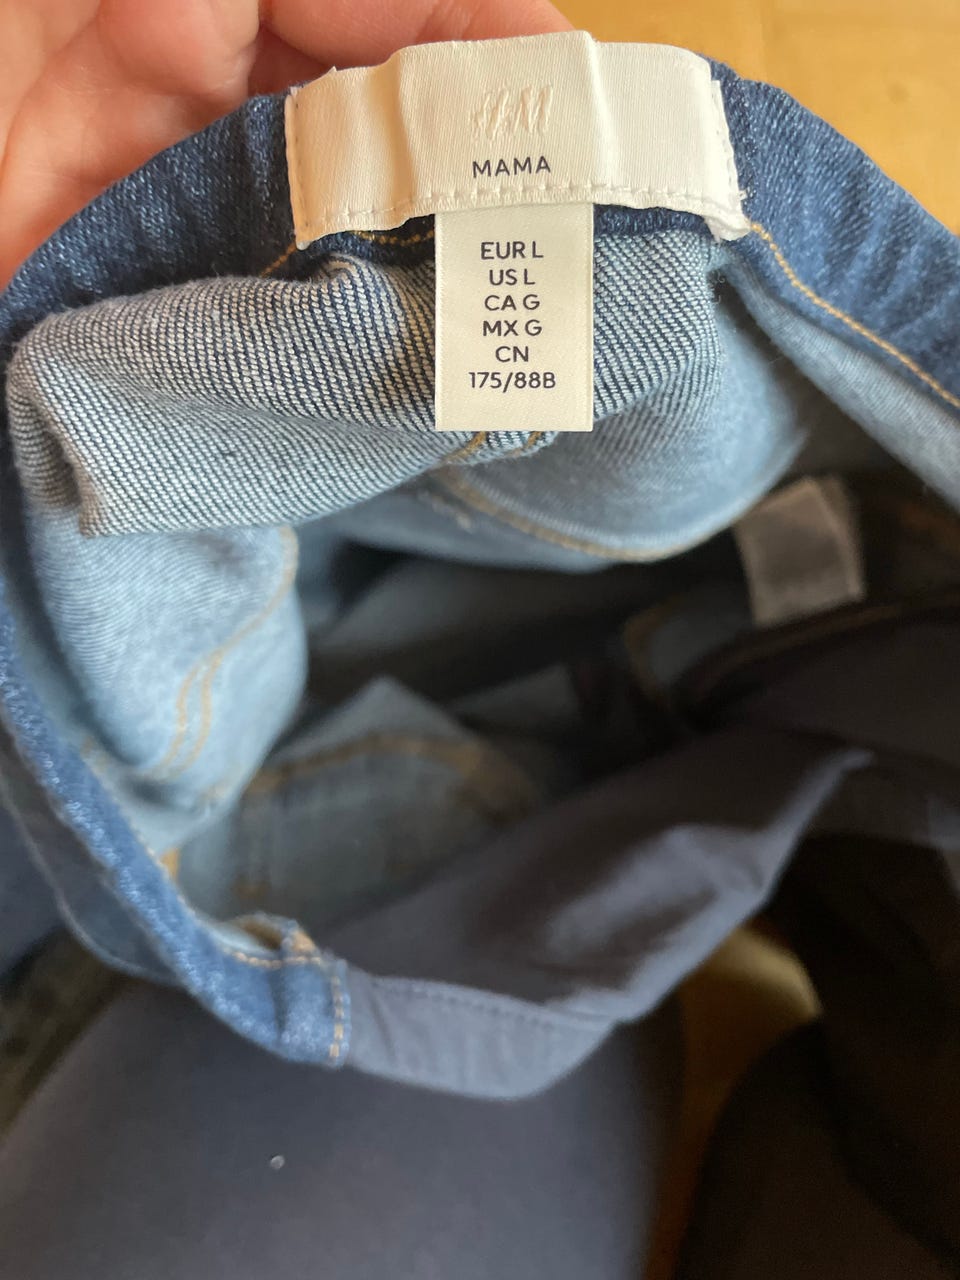 H&M
MAMA
EUR L
US L
CA G
MX G
CN
175/88B